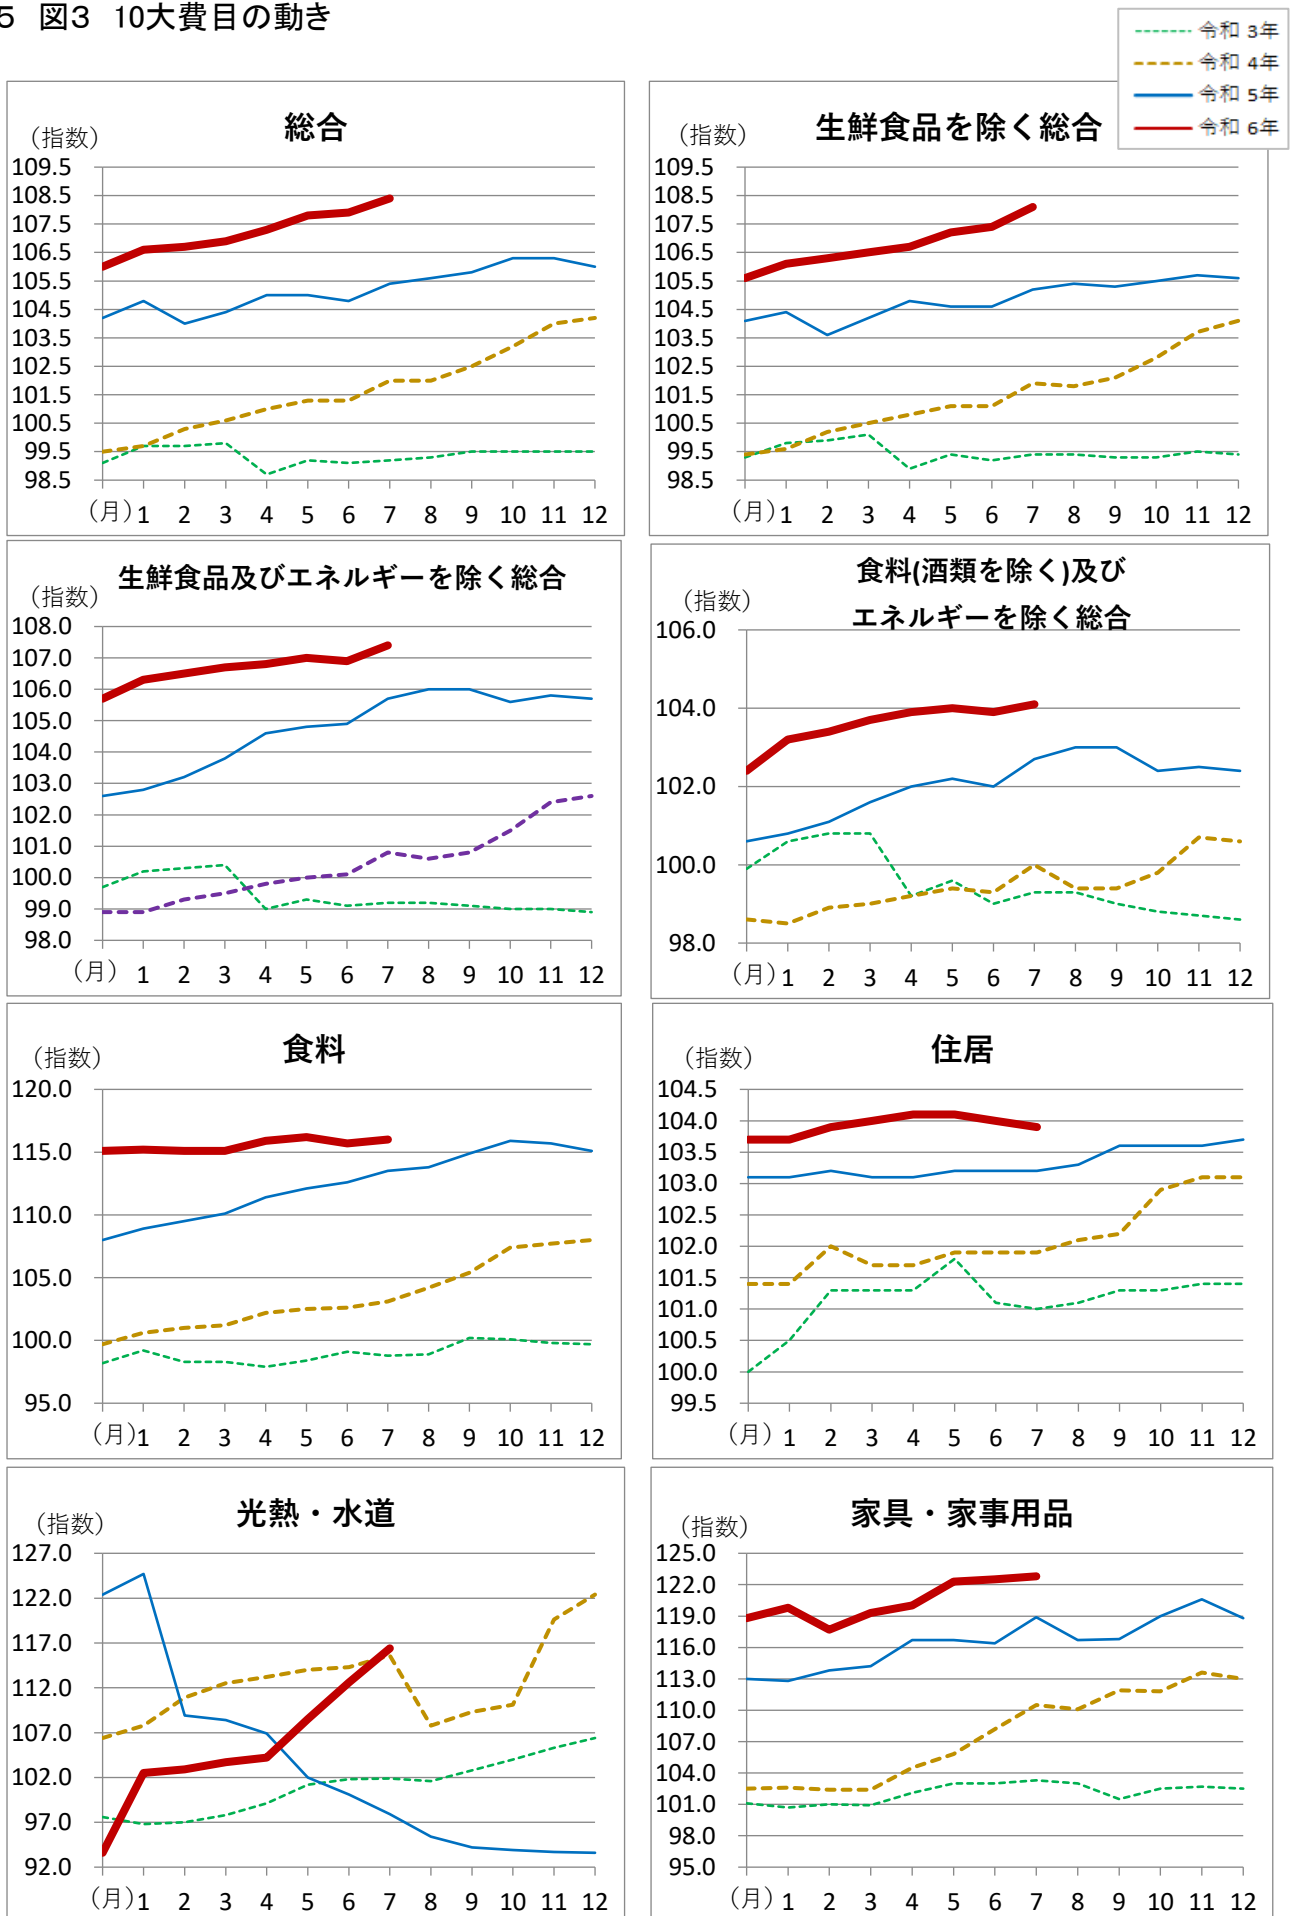 5 図3 10大費目の動き
令和 3年
令和 4年
令和 5年
令和 6年
総合
（指数）
109.5
108.5
107.5
106.5
105.5
104.5
103.5
102.5
101.5
100.5
99.5
98.5
（月） 1 2 3 4 5 6 7 8 9 10 11 12
生鮮食品を除く総合
（指数）
109.5
108.5
107.5
106.5
105.5
104.5
103.5
102.5
101.5
100.5
99.5
98.5
（月） 1 2 3 4 5 6 7 8 9 10 11 12
生鮮食品及びエネルギーを除く総合
（指数）
108.0
107.0
106.0
105.0
104.0
103.0
102.0
101.0
100.0
99.0
98.0
（月） 1 2 3 4 5 6 7 8 9 10 11 12
食料(酒類を除く)及び
エネルギーを除く総合
（指数）
106.0
104.0
102.0
100.0
98.0
（月） 1 2 3 4 5 6 7 8 9 10 11 12
食料
（指数）
120.0
115.0
110.0
105.0
100.0
95.0
（月） 1 2 3 4 5 6 7 8 9 10 11 12
住居
（指数）
104.5
104.0
103.5
103.0
102.5
102.0
101.5
101.0
100.5
100.0
99.5
（月） 1 2 3 4 5 6 7 8 9 10 11 12
光熱・水道
（指数）
127.0
122.0
117.0
112.0
107.0
102.0
97.0
92.0
（月） 1 2 3 4 5 6 7 8 9 10 11 12
家具・家事用品
（指数）
125.0
122.0
119.0
116.0
113.0
110.0
107.0
104.0
101.0
98.0
95.0
（月） 1 2 3 4 5 6 7 8 9 10 11 12